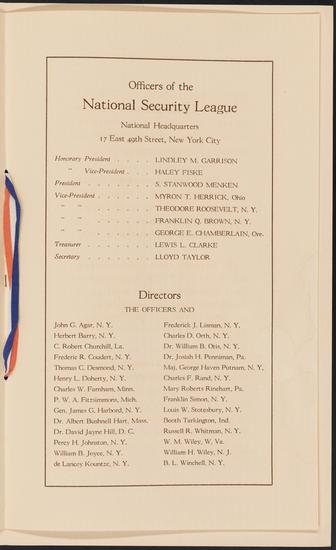 Officers of the
National Security League
National Headquarters
17 East 49th Street, New York City
Honorary President . . . . . LINDLEY M. GARRISON
" Vice-President . . . HALEY FISKE
President . . . . . . . . S. STANWOOD MENKEN
Vice-President . . . . . . MYRON T. HERRICK, Ohio
" " . . . . . . THEODORE ROOSEVELT, N. Y.
" " . . . . . . FRANKLIN Q. BROWN, N. Y.
" " . . . . . . GEORGE E. CHAMBERLAIN, Ore.
Treasurer . . . . . . . . LEWIS L. CLARKE
Secretary . . . . . . . . LLOYD TAYLOR
Directors
THE OFFICERS AND
John G. Agar, N. Y.
Herbert Barry, N. Y.
C. Robert Churchill, La.
Frederic R. Coudert, N. Y.
Thomas C. Desmond, N. Y.
Henry L. Doherty, N. Y.
Charles W. Farnham, Minn.
P. W. A. Fitzsimmons, Mich.
Gen. James G. Harbord, N. Y.
Dr. Albert Bushnell Hart, Mass.
Dr. David Jayne Hill, D. C.
Percy H. Johnston, N. Y.
William B. Joyce, N. Y.
de Lancey Kountze, N. Y.
Frederick J. Lisman, N. Y.
Charles D. Orth, N. Y.
Dr. William B. Otis, N. Y.
Dr. Josiah H. Penniman, Pa.
Maj. George Haven Putnam, N. Y.
Charles F. Rand, N. Y.
Mary Roberts Rinehart, Pa.
Franklin Simon, N. Y.
Louis W. Stotesbury, N. Y.
Booth Tarkington, Ind.
Russell R. Whitman, N. Y.
W. M. Wiley, W. Va.
William H. Wiley, N. J.
B. L. Winchell, N. Y.